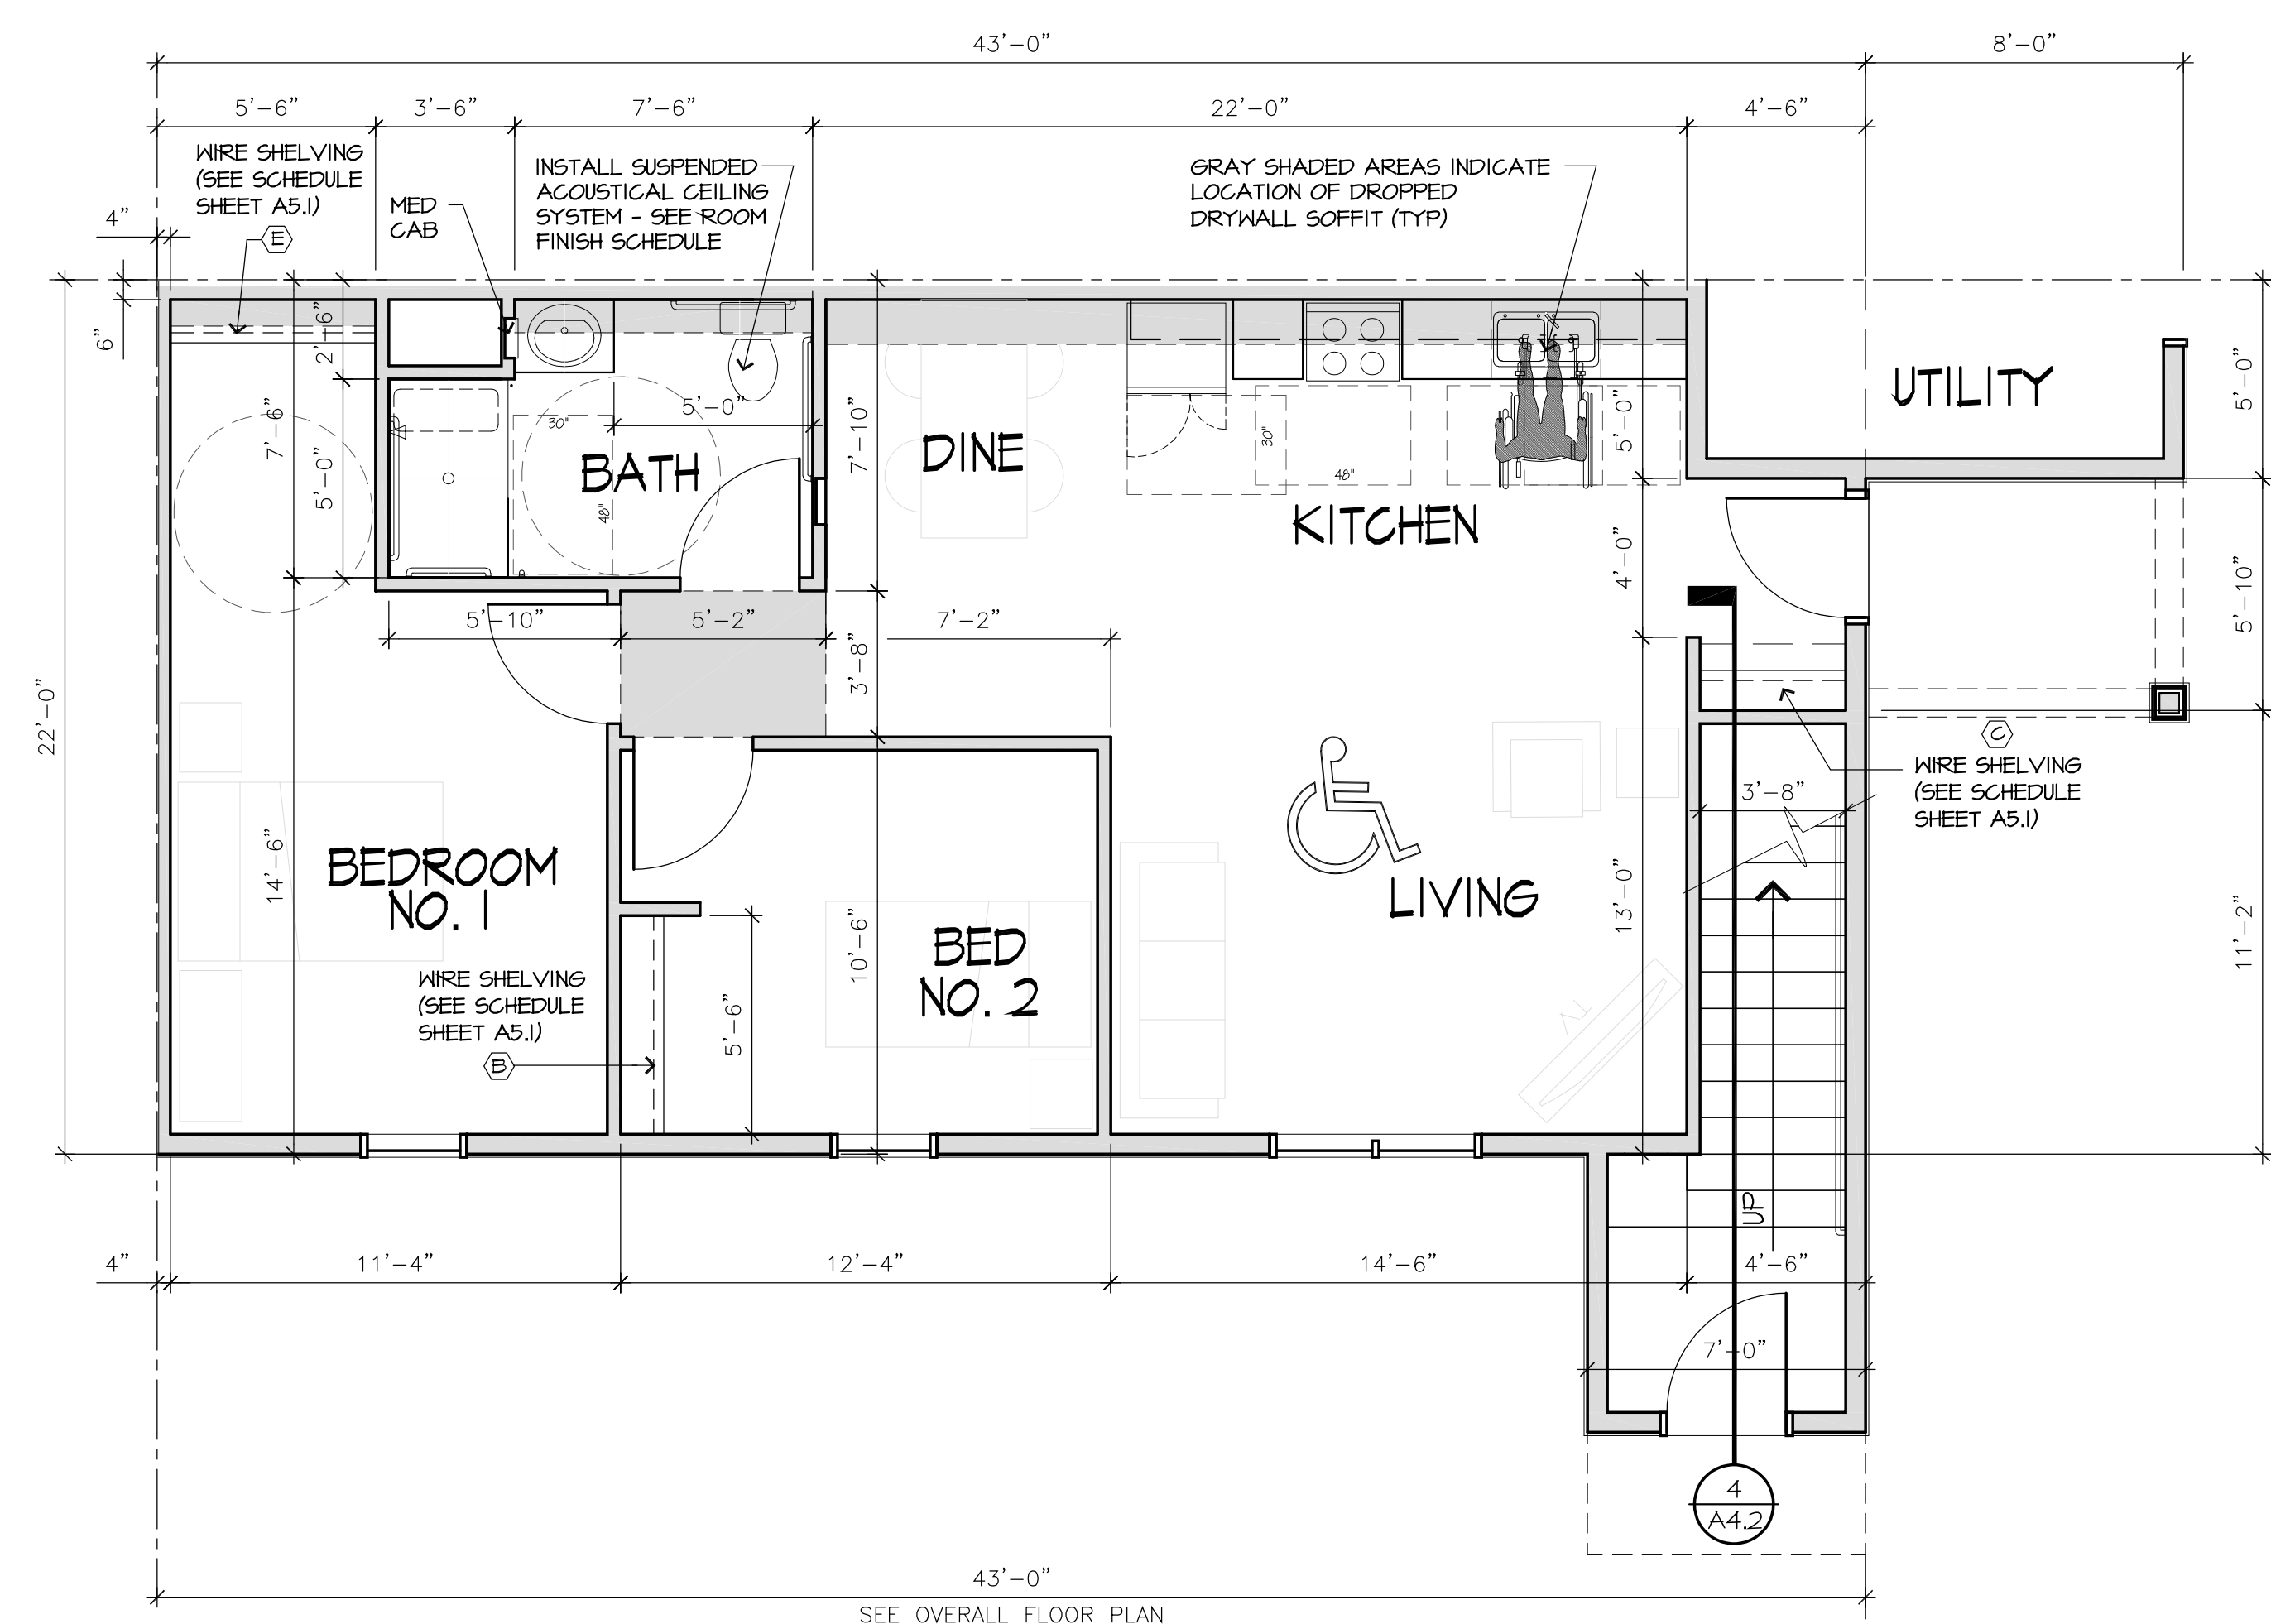 43'-0"
8'-0"
5'-6"
3'-6"
7'-6"
22'-0"
4'-6"
WIRE SHELVING
(SEE SCHEDULE
SHEET A5.1)
E
MED
CAB
INSTALL SUSPENDED
ACOUSTICAL CEILING
SYSTEM - SEE ROOM
FINISH SCHEDULE
GRAY SHADED AREAS INDICATE
LOCATION OF DROPPED
DRYWALL SOFFIT (TYP)
4"
6"
2'-6"
7'-6"
5'-0"
30"
48"
5'-0"
BATH
7'-10"
DINE
30"
48"
KITCHEN
5'-0"
UTILITY
5'-0"
4'-0"
5'-10"
5'-10"
5'-2"
7'-2"
3'-8"
22'-0"
C
WIRE SHELVING
(SEE SCHEDULE
SHEET A5.1)
3'-8"
14'-6"
BEDROOM
NO. 1
LIVING
13'-0"
11'-2"
10'-6"
BED
NO. 2
WIRE SHELVING
(SEE SCHEDULE
SHEET A5.1)
B
5'-6"
TV
UP
4"
11'-4"
12'-4"
14'-6"
4'-6"
7'-0"
4
A4.2
43'-0"
SEE OVERALL FLOOR PLAN